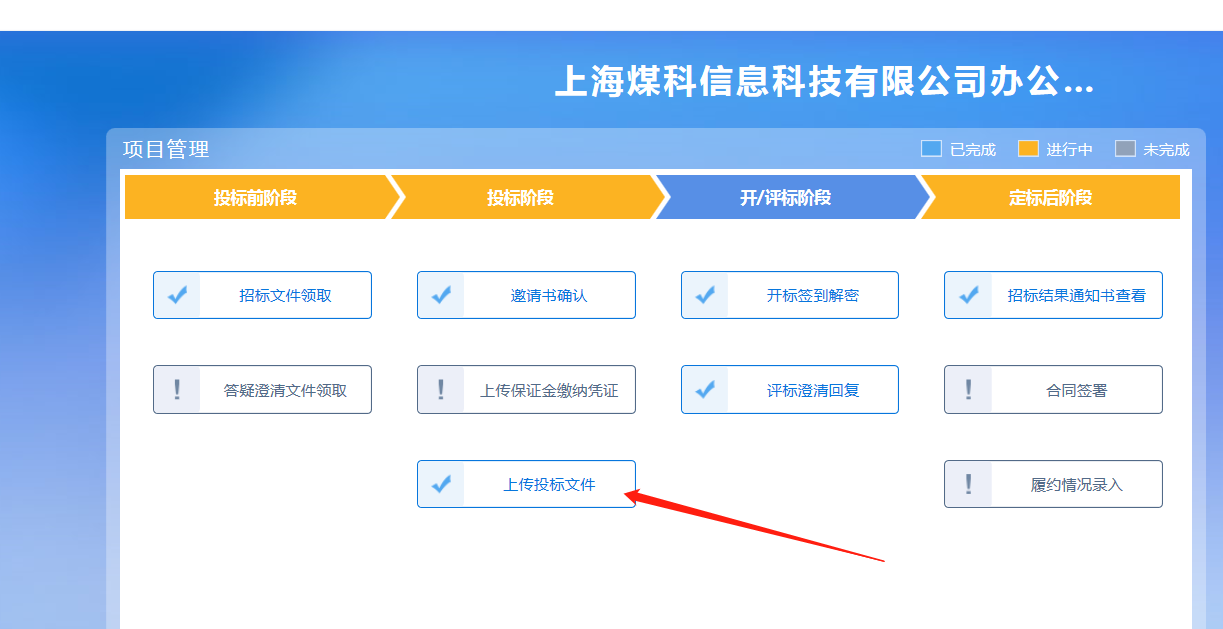 上海煤科信息科技有限公司办公...
项目管理
已完成 进行中 未完成
投标前阶段 投标阶段 开/评标阶段 定标后阶段
招标文件领取 邀请书确认 开标签到解密 招标结果通知书查看
答疑澄清文件领取 上传保证金缴纳凭证 评标澄清回复 合同签署
上传投标文件 履约情况录入